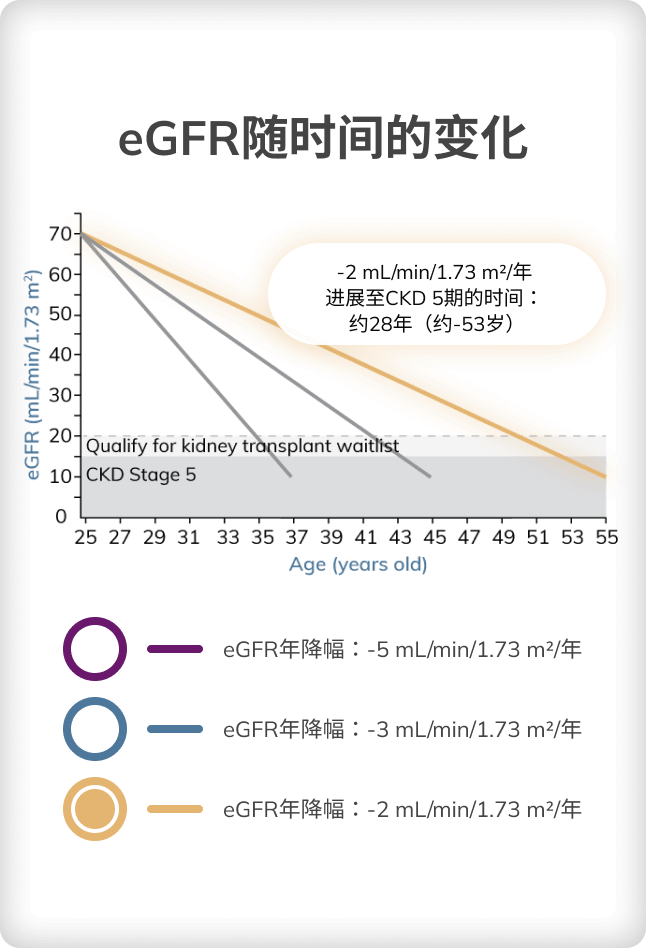 eGFR随时间的变化
70
60
50
40
30
20
10
0
eGFR (mL/min/1.73 m²)
-2 mL/min/1.73 m²/年
进展至CKD 5期的时间：
约28年（约-53岁）
Qualify for kidney transplant waitlist
CKD Stage 5
25 27 29 31 33 35 37 39 41 43 45 47 49 51 53 55
Age (years old)
eGFR年降幅：-5 mL/min/1.73 m²/年
eGFR年降幅：-3 mL/min/1.73 m²/年
eGFR年降幅：-2 mL/min/1.73 m²/年